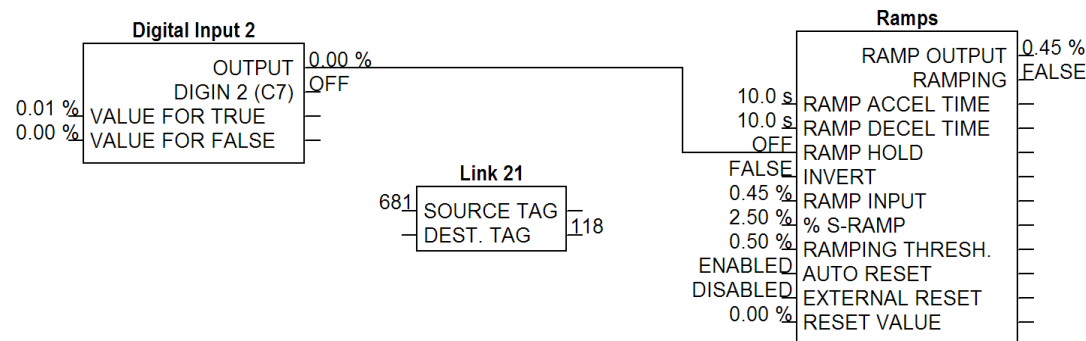 Digital Input 2
OUTPUT 0.00 %
DIGIN 2 (C7) OFF
0.01 % VALUE FOR TRUE
0.00 % VALUE FOR FALSE
Link 21
681 SOURCE TAG
DEST. TAG 118
Ramps
RAMP OUTPUT 0.45 %
RAMPING FALSE
10.0 s RAMP ACCEL TIME
10.0 s RAMP DECEL TIME
OFF RAMP HOLD
FALSE INVERT
0.45 % RAMP INPUT
2.50 % % S-RAMP
0.50 % RAMPING THRESH.
ENABLED AUTO RESET
DISABLED EXTERNAL RESET
0.00 % RESET VALUE